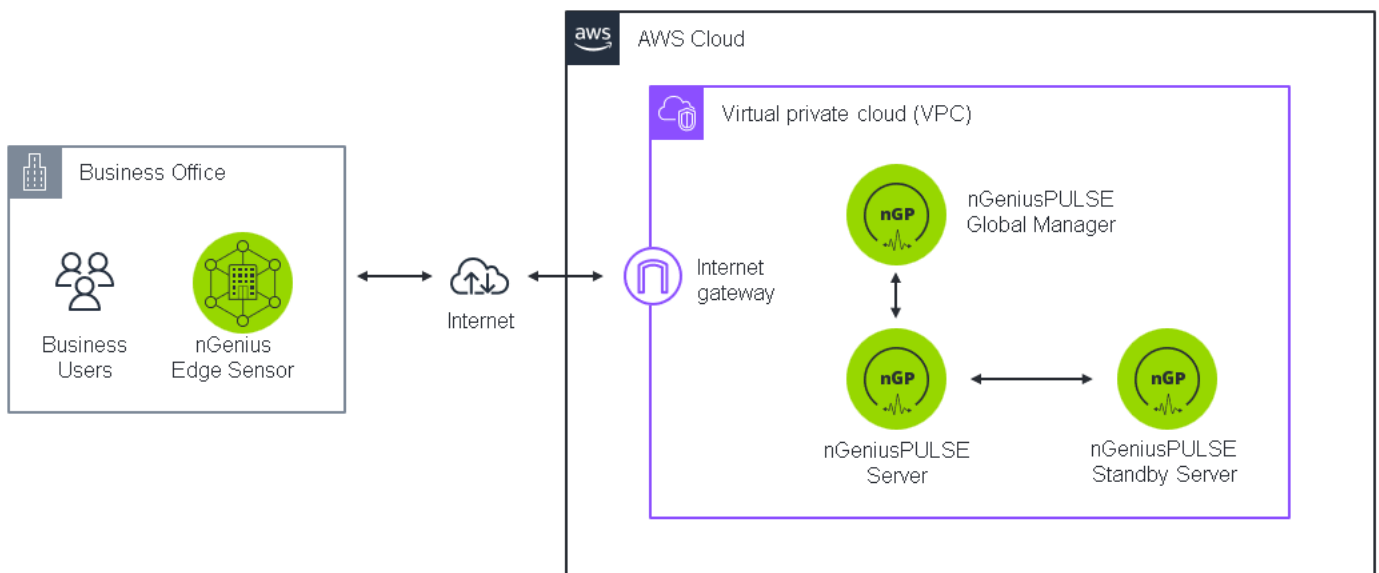 aws
AWS Cloud
Virtual private cloud (VPC)
Business Office
nGP
nGeniusPULSE
Global Manager
Internet
gateway
Internet
Business
Users
nGenius
Edge Sensor
nGP
nGP
nGeniusPULSE
Server
nGeniusPULSE
Standby Server